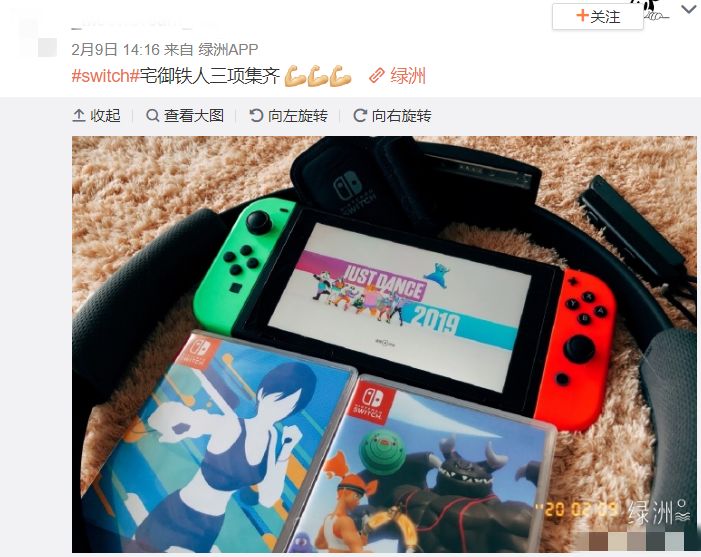 +关注
2月9日 14:16 来自 绿洲APP
#switch#宅御铁人三项集齐💪💪💪 绿洲
收起 查看大图 向左旋转 向右旋转
SWITCH
JUST DANCE
2019
SWITCH
NINTENDO
SWITCH
'20 02 09 绿洲